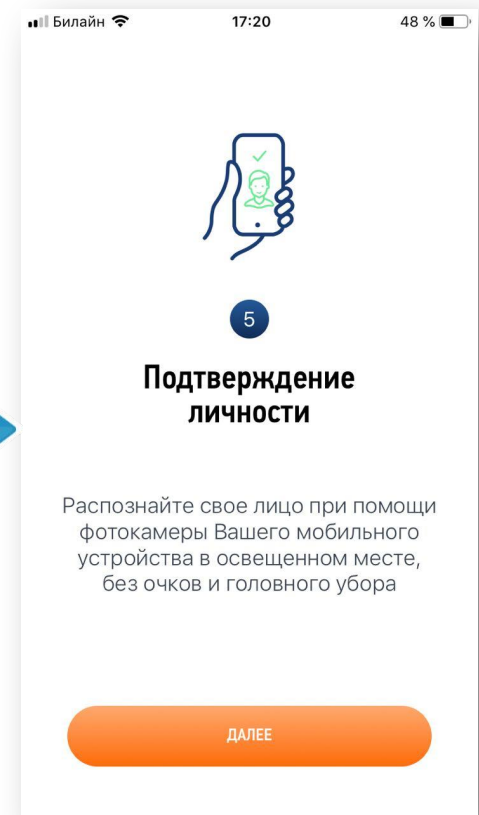 Билайн 17:20 48 %
5
Подтверждение
личности
Распознайте свое лицо при помощи
фотокамеры Вашего мобильного
устройства в освещенном месте,
без очков и головного убора
ДАЛЕЕ